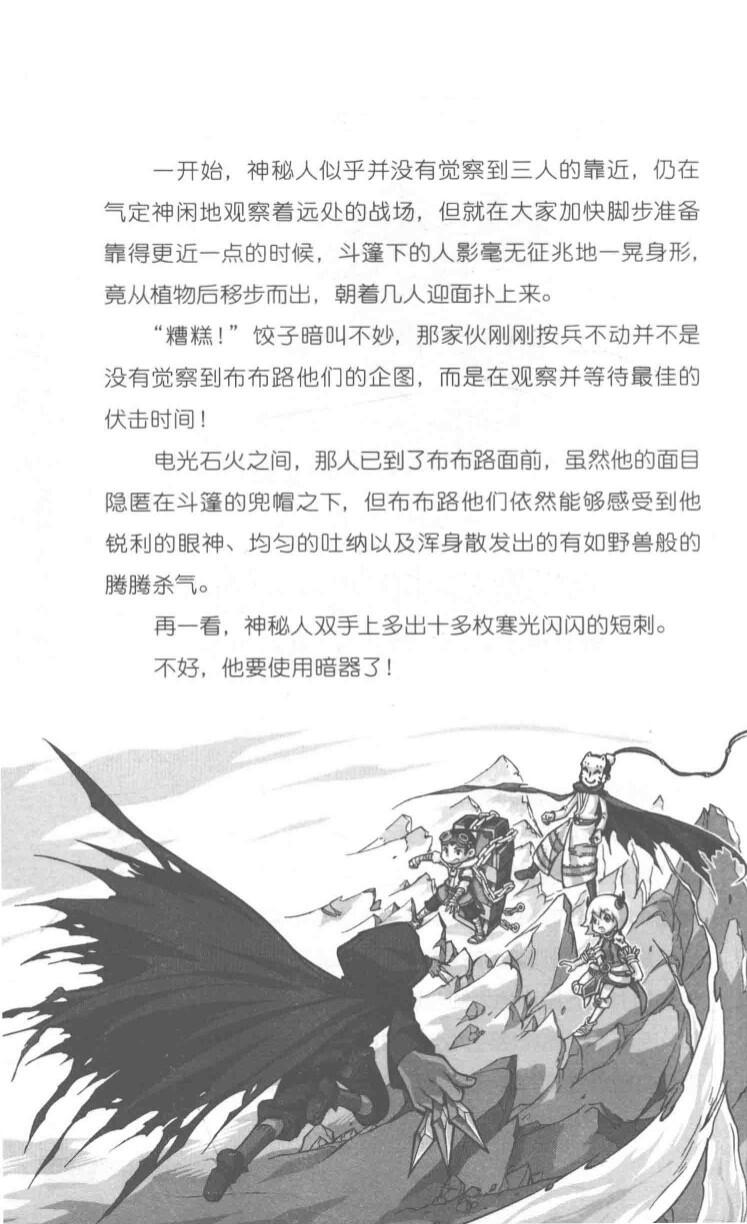 一开始，神秘人似乎并没有觉察到三人的靠近，仍在
气定神闲地观察着远处的战场，但就在大家加快脚步准备
靠得更近一点的时候，斗篷下的人影毫无征兆地一晃身形，
竟从植物后移步而出，朝着几人迎面扑上来。
“糟糕！”饺子暗叫不妙，那家伙刚刚按兵不动并不是
没有觉察到布布路他们的企图，而是在观察并等待最佳的
伏击时间！
电光石火之间，那人已到了布布路面前，虽然他的面目
隐匿在斗篷的兜帽之下，但布布路他们依然能够感受到他
锐利的眼神、均匀的吐纳以及浑身散发出的有如野兽般的
腾腾杀气。
再一看，神秘人双手上多出十多枚寒光闪闪的短刺。
不好，他要使用暗器了！